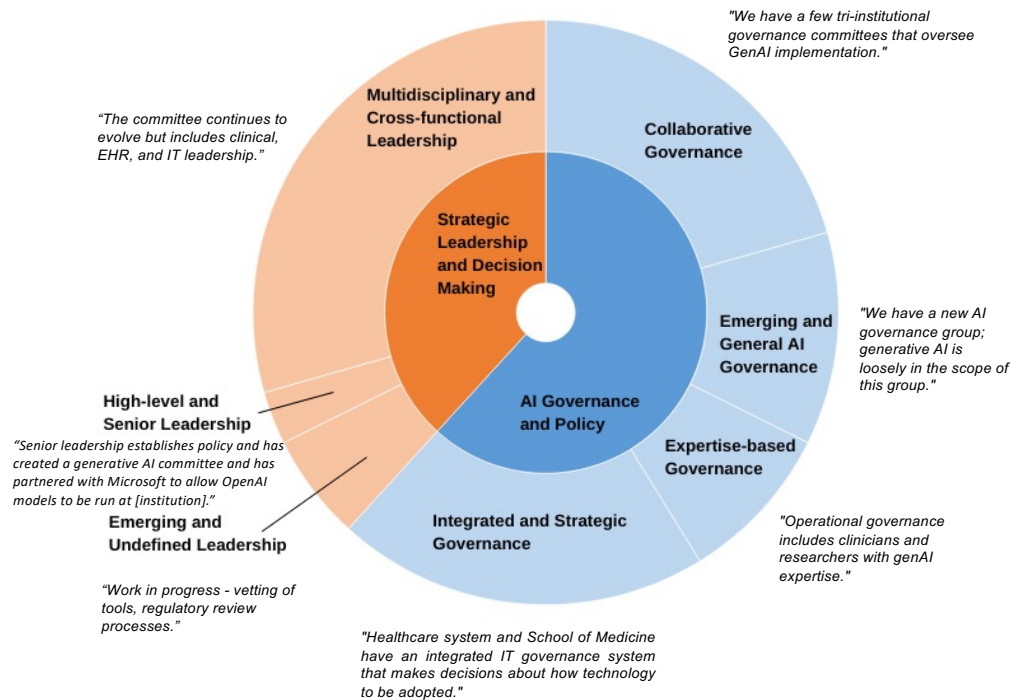 "We have a few tri-institutional
governance committees that oversee
GenAI implementation."
Multidisciplinary and
Cross-functional
Leadership
“The committee continues to
evolve but includes clinical,
EHR, and IT leadership.”
Collaborative
Governance
Strategic
Leadership
and Decision
Making
"We have a new AI
governance group;
generative AI is
loosely in the scope of
this group."
Emerging and
General AI
Governance
High-level and
Senior Leadership
“Senior leadership establishes policy and has
created a generative AI committee and has
partnered with Microsoft to allow OpenAI
models to be run at [institution].”
AI Governance
and Policy
Expertise-based
Governance
Emerging and
Undefined Leadership
Integrated and Strategic
Governance
"Operational governance
includes clinicians and
researchers with genAI
expertise."
“Work in progress - vetting of
tools, regulatory review
processes.”
"Healthcare system and School of Medicine
have an integrated IT governance system
that makes decisions about how technology
to be adopted."